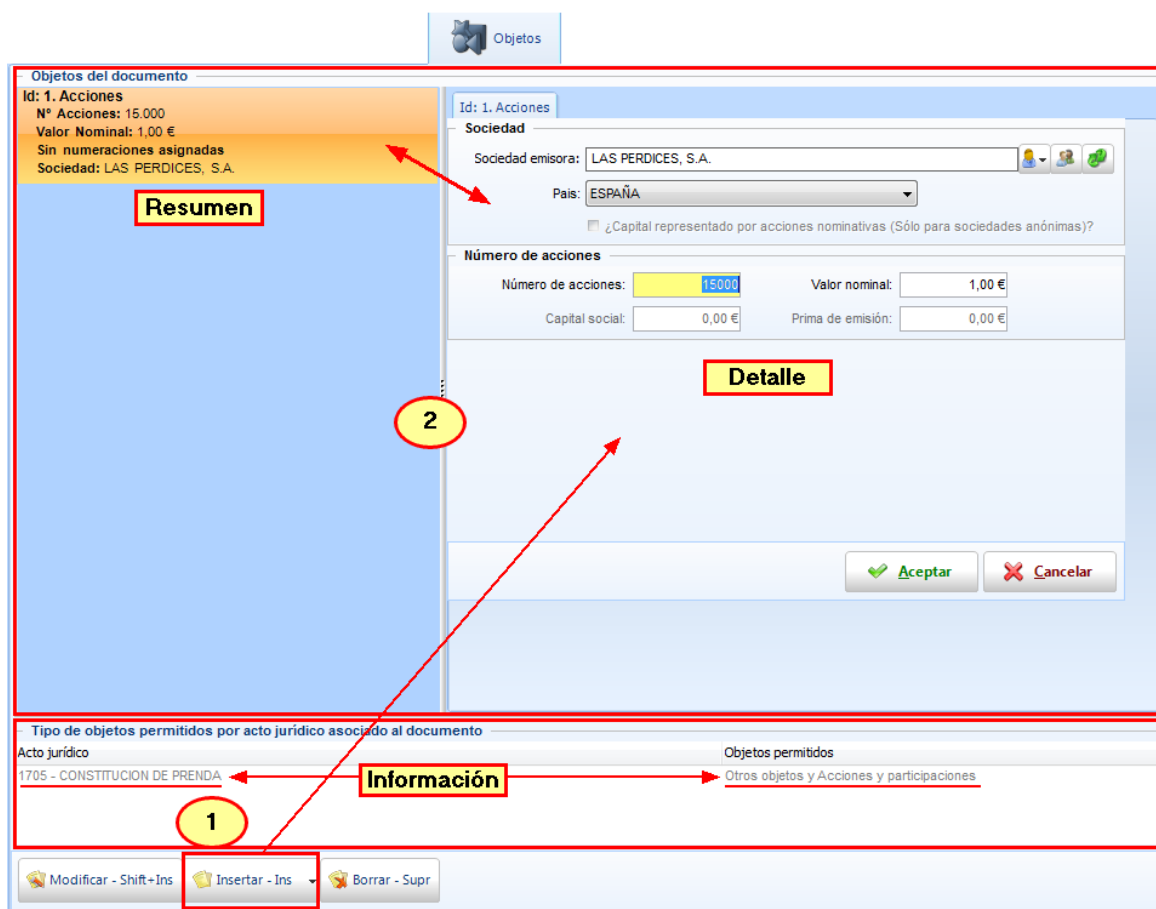 Objetos
Objetos del documento
Id: 1. Acciones
Nº Acciones: 15.000
Valor Nominal: 1,00 €
Sin numeraciones asignadas
Sociedad: LAS PERDICES, S.A.
Resumen
Id: 1. Acciones
Sociedad
Sociedad emisora: LAS PERDICES, S.A.
Pais: ESPAÑA
¿Capital representado por acciones nominativas (Sólo para sociedades anónimas)?
Número de acciones
Número de acciones: 15000 Valor nominal: 1,00 €
Capital social: 0,00 € Prima de emisión: 0,00 €
Detalle
2
Aceptar Cancelar
Tipo de objetos permitidos por acto jurídico asociado al documento
Acto jurídico Objetos permitidos
1705 - CONSTITUCION DE PRENDA Información Otros objetos y Acciones y participaciones
1
Modificar - Shift+Ins Insertar - Ins Borrar - Supr